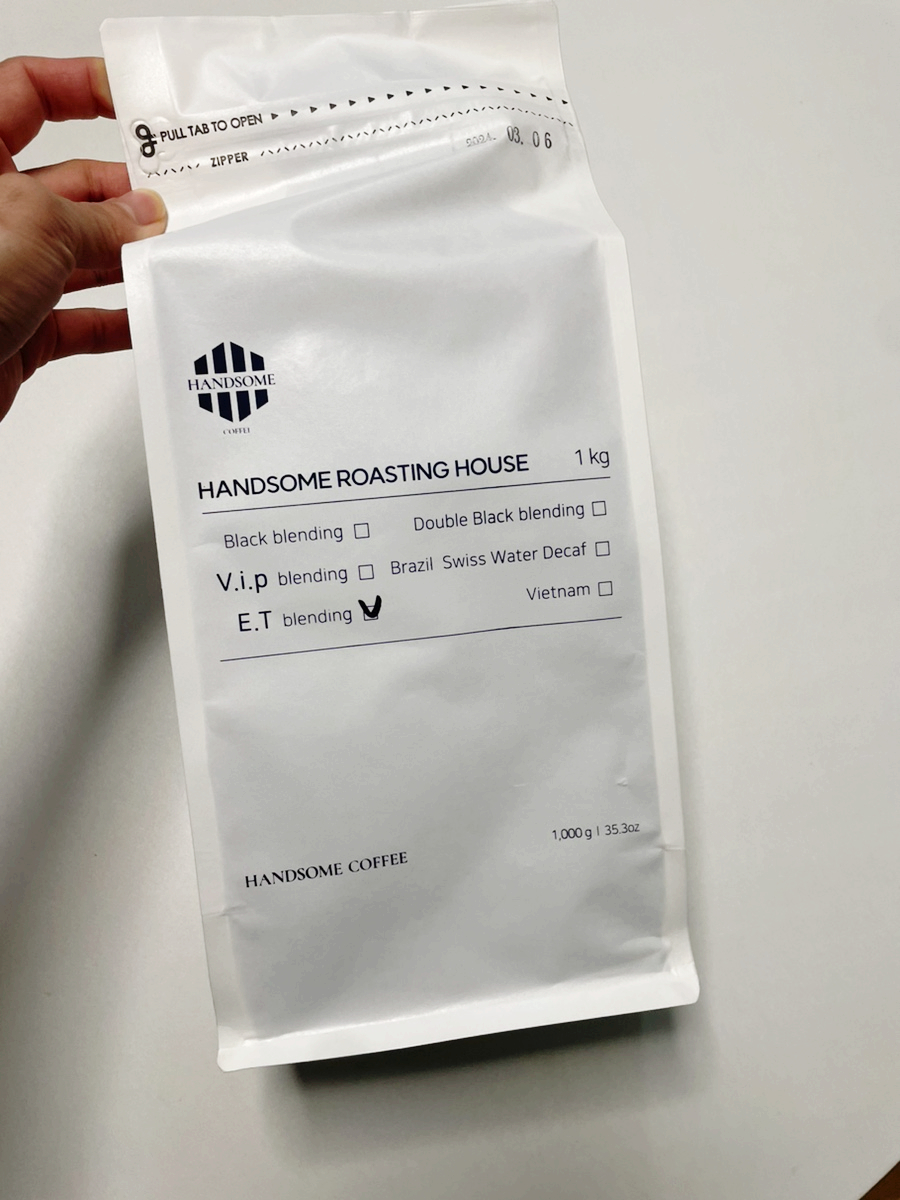 PULL TAB TO OPEN
ZIPPER
2024. 03. 06
HANDSOME
COFFEE
HANDSOME ROASTING HOUSE 1 kg
Black blending Double Black blending
V.i.p blending Brazil Swiss Water Decaf
E.T blending Vietnam
1,000 g | 35.3oz
HANDSOME COFFEE